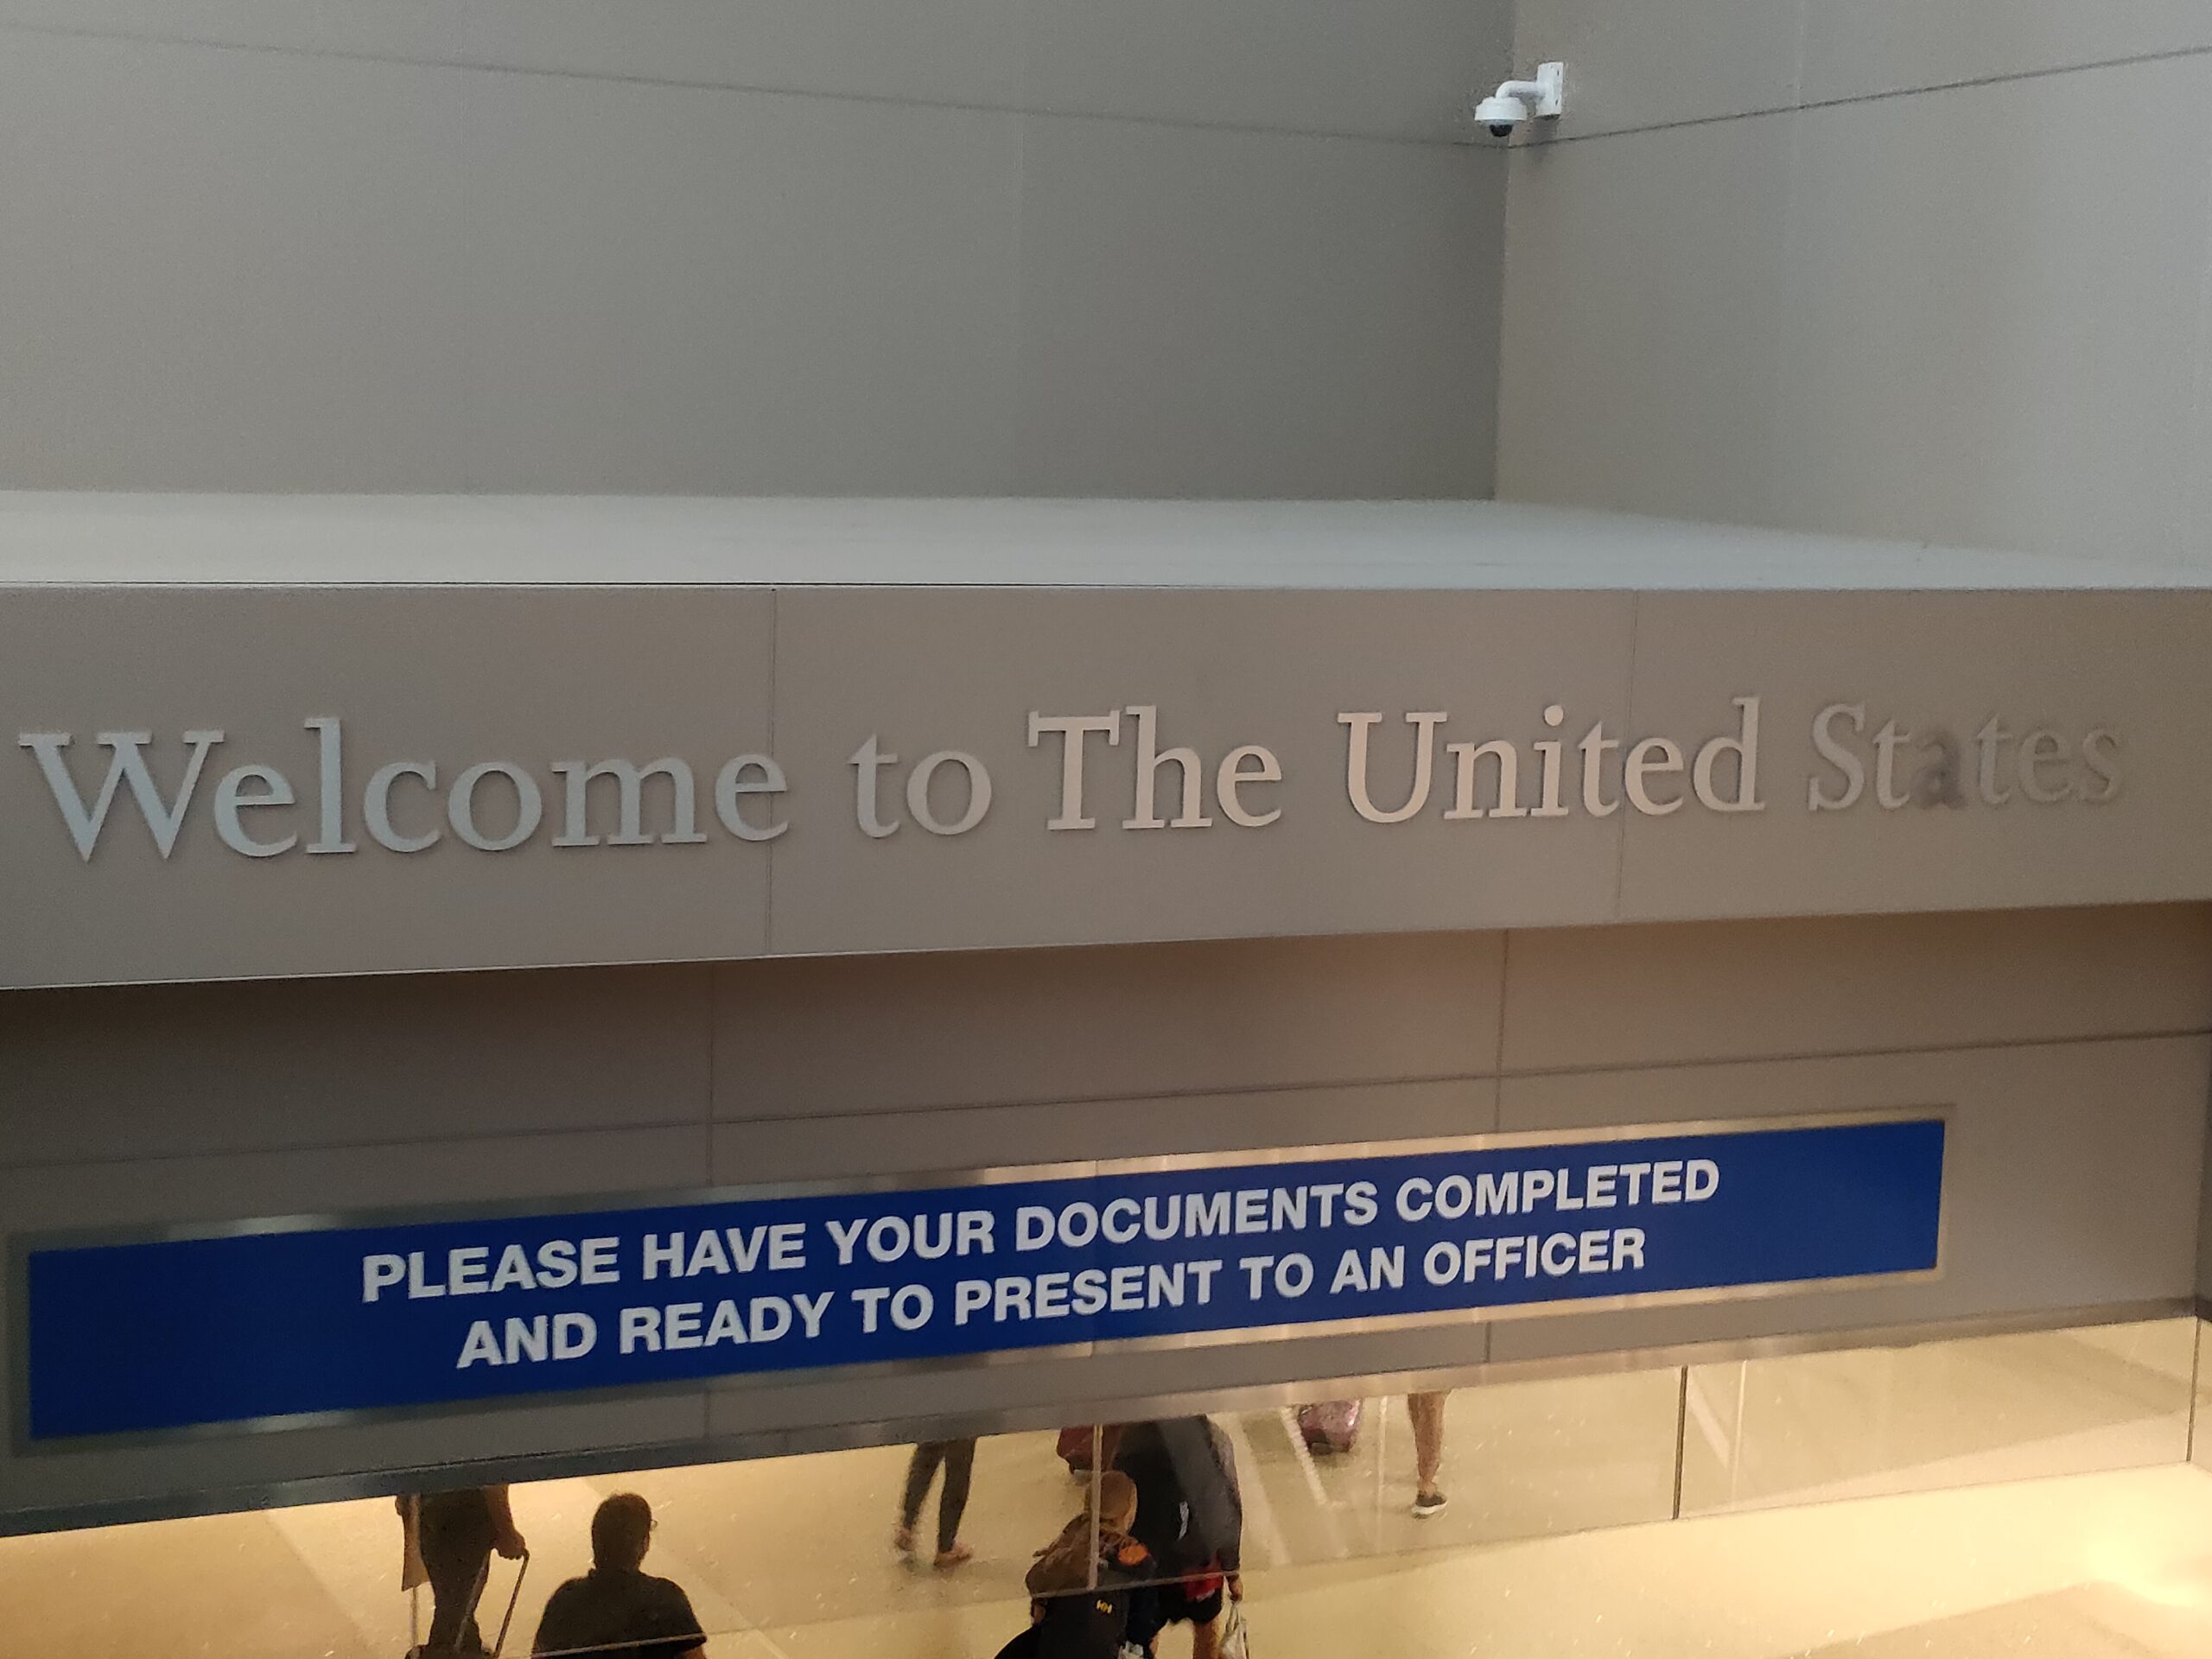 Welcome to The United States
PLEASE HAVE YOUR DOCUMENTS COMPLETED
AND READY TO PRESENT TO AN OFFICER